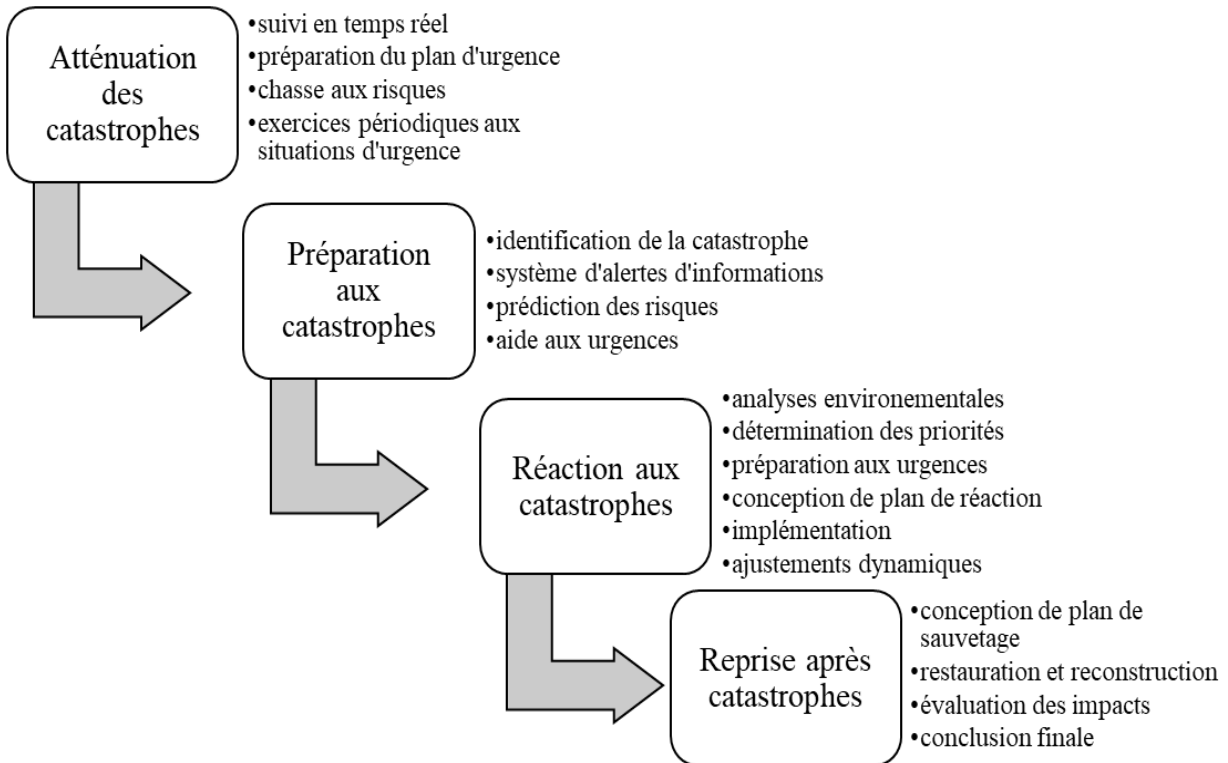 Atténuation
des
catastrophes
•suivi en temps réel
•préparation du plan d'urgence
•chasse aux risques
•exercices périodiques aux
situations d'urgence
Préparation
aux
catastrophes
•identification de la catastrophe
•système d'alertes d'informations
•prédiction des risques
•aide aux urgences
Réaction aux
catastrophes
•analyses environementales
•détermination des priorités
•préparation aux urgences
•conception de plan de réaction
•implémentation
•ajustements dynamiques
Reprise après
catastrophes
•conception de plan de
sauvetage
•restauration et reconstruction
•évaluation des impacts
•conclusion finale